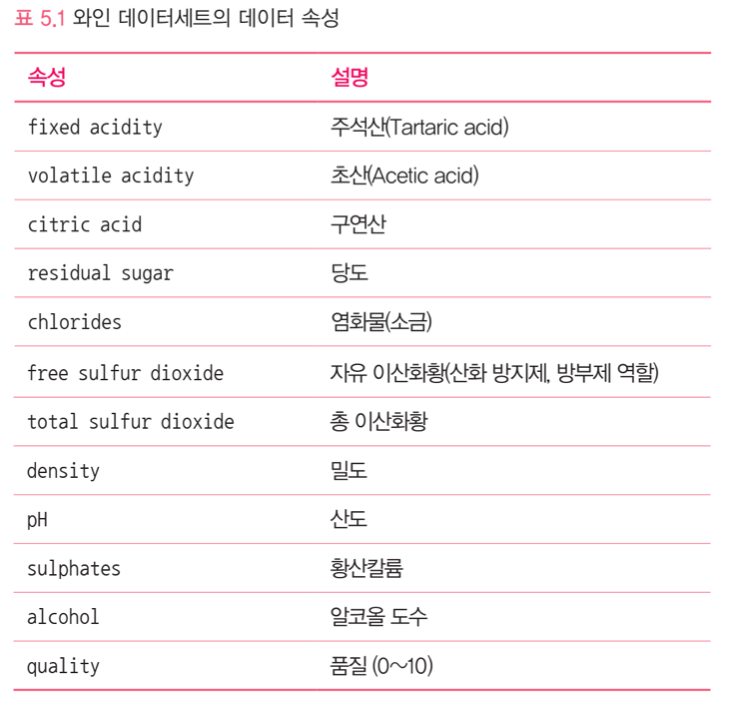 표 5.1 와인 데이터세트의 데이터 속성
속성 설명
fixed acidity 주석산(Tartaric acid)
volatile acidity 초산(Acetic acid)
citric acid 구연산
residual sugar 당도
chlorides 염화물(소금)
free sulfur dioxide 자유 이산화황(산화 방지제, 방부제 역할)
total sulfur dioxide 총 이산화황
density 밀도
pH 산도
sulphates 황산칼륨
alcohol 알코올 도수
quality 품질 (0~10)